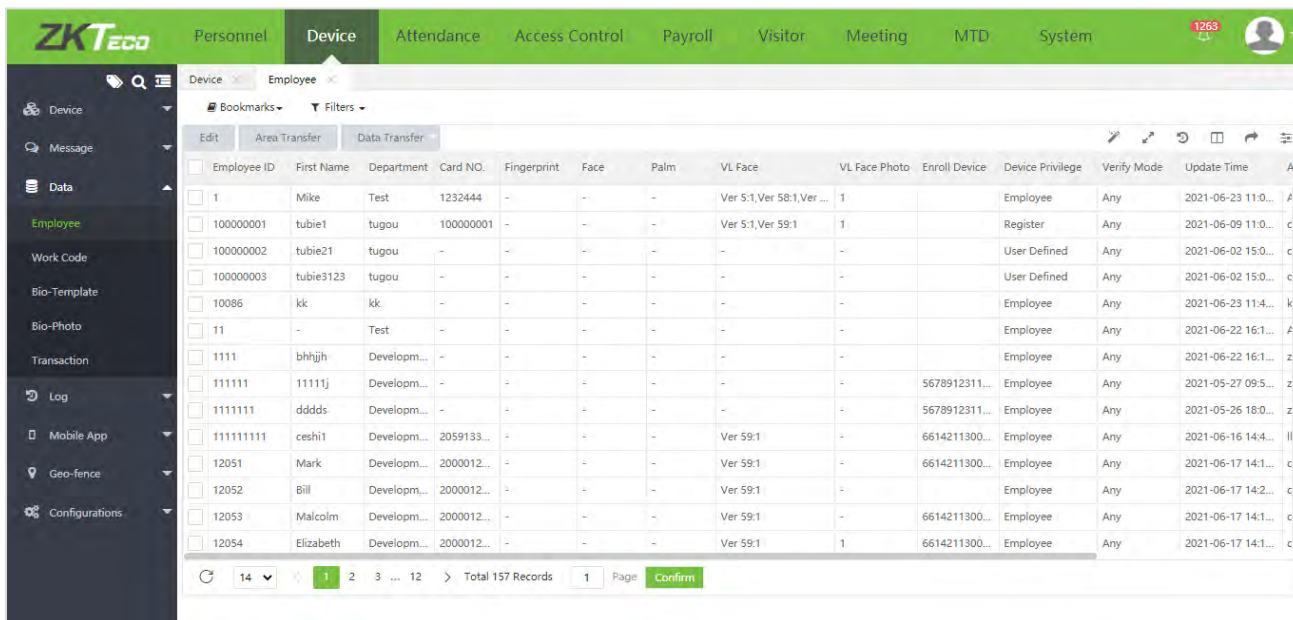 ZKTeco Personnel Device Attendance Access Control Payroll Visitor Meeting MTD System 1263
Device Employee
Device
Message
Data
Employee
Work Code
Bio-Template
Bio-Photo
Transaction
Log
Mobile App
Geo-fence
Configurations
Bookmarks Filters
Edit Area Transfer Data Transfer
Employee ID First Name Department Card NO. Fingerprint Face Palm VL Face VL Face Photo Enroll Device Device Privilege Verify Mode Update Time A
1 Mike Test 1232444 - - - Ver 5:1,Ver 58:1,Ver ... 1 Employee Any 2021-06-23 11:0... A
100000001 tubie1 tugou 100000001 - - - Ver 5:1,Ver 59:1 1 Register Any 2021-06-09 11:0... c
100000002 tubie21 tugou - - - - - - User Defined Any 2021-06-02 15:0... c
100000003 tubie3123 tugou - - - - - - User Defined Any 2021-06-02 15:0... c
10086 kk kk - - - - - - Employee Any 2021-06-23 11:4... k
11 - Test - - - - - - Employee Any 2021-06-22 16:1... A
1111 bhhjjh Developm... - - - - - - Employee Any 2021-06-22 16:1... z
111111 11111j Developm... - - - - - - 5678912311... Employee Any 2021-05-27 09:5... z
1111111 dddds Developm... - - - - - - 5678912311... Employee Any 2021-05-26 18:0... z
111111111 ceshi1 Developm... 2059133... - - - Ver 59:1 - 6614211300... Employee Any 2021-06-16 14:4... ll
12051 Mark Developm... 2000012... - - - Ver 59:1 - 6614211300... Employee Any 2021-06-17 14:1... c
12052 Bill Developm... 2000012... - - - Ver 59:1 - Employee Any 2021-06-17 14:2... c
12053 Malcolm Developm... 2000012... - - - Ver 59:1 - 6614211300... Employee Any 2021-06-17 14:1... c
12054 Elizabeth Developm... 2000012... - - - Ver 59:1 1 6614211300... Employee Any 2021-06-17 14:1... c
14 1 2 3 ... 12 > Total 157 Records 1 Page Confirm